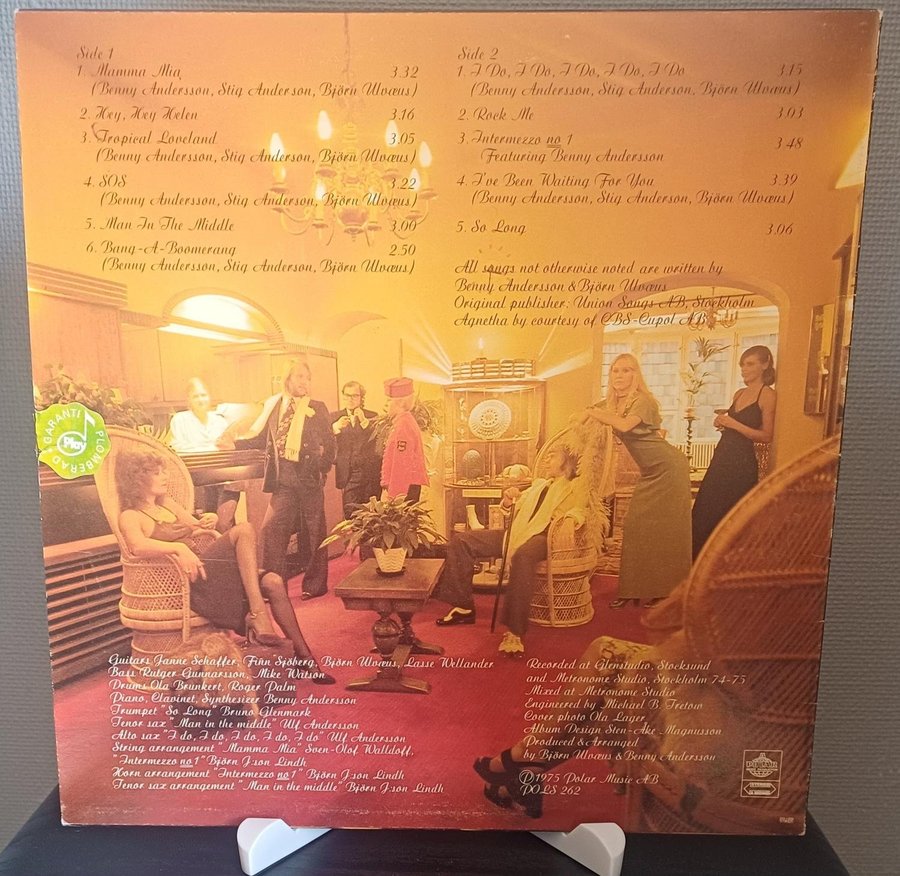 Side 1
1. Mamma Mia 3.32
(Benny Andersson, Stig Anderson, Björn Ulvæus)
2. Hey, Hey Helen 3.16
3. Tropical Loveland 3.05
(Benny Andersson, Stig Anderson, Björn Ulvæus)
4. SOS 3.22
(Benny Andersson, Stig Anderson, Björn Ulvæus)
5. Man In The Middle 3.00
6. Bang-A-Boomerang 2.50
(Benny Andersson, Stig Anderson, Björn Ulvæus)
Side 2
1. I Do, I Do, I Do, I Do, I Do 3.15
(Benny Andersson, Stig Anderson, Björn Ulvæus)
2. Rock Me 3.03
3. Intermezzo no 1 3.48
Featuring Benny Andersson
4. I've Been Waiting For You 3.39
(Benny Andersson, Stig Anderson, Björn Ulvæus)
5. So Long 3.06
All songs not otherwise noted are written by
Benny Andersson & Björn Ulvæus
Original publisher: Union Songs AB, Stockholm
Agnetha by courtesy of CBS-Cupol AB
GARANTI PLOMBERAD
Play
Guitars Janne Schaffer, Finn Sjöberg, Björn Ulvæus, Lasse Wellander
Bass Rutger Gunnarsson, Mike Watson
Drums Ola Brunkert, Roger Palm
Piano, Clavinet, Synthesizer Benny Andersson
Trumpet "So Long" Bruno Glenmark
Tenor sax "Man in the middle" Ulf Andersson
Alto sax "I do, I do, I do, I do, I do" Ulf Andersson
String arrangement "Mamma Mia" Sven-Olof Walldoff,
"Intermezzo no 1" Björn J:son Lindh
Horn arrangement "Intermezzo no 1" Björn J:son Lindh
Tenor sax arrangement "Man in the middle" Björn J:son Lindh
Recorded at Glenstudio, Stocksund
and Metronome Studio, Stockholm 74-75
Mixed at Metronome Studio
Engineered by Michael B. Tretow
Cover photo Ola Lager
Album Design Sten-Åke Magnusson
Produced & Arranged
by Björn Ulvæus & Benny Andersson
Ⓟ1975 Polar Music AB
POLS 262
POLAR